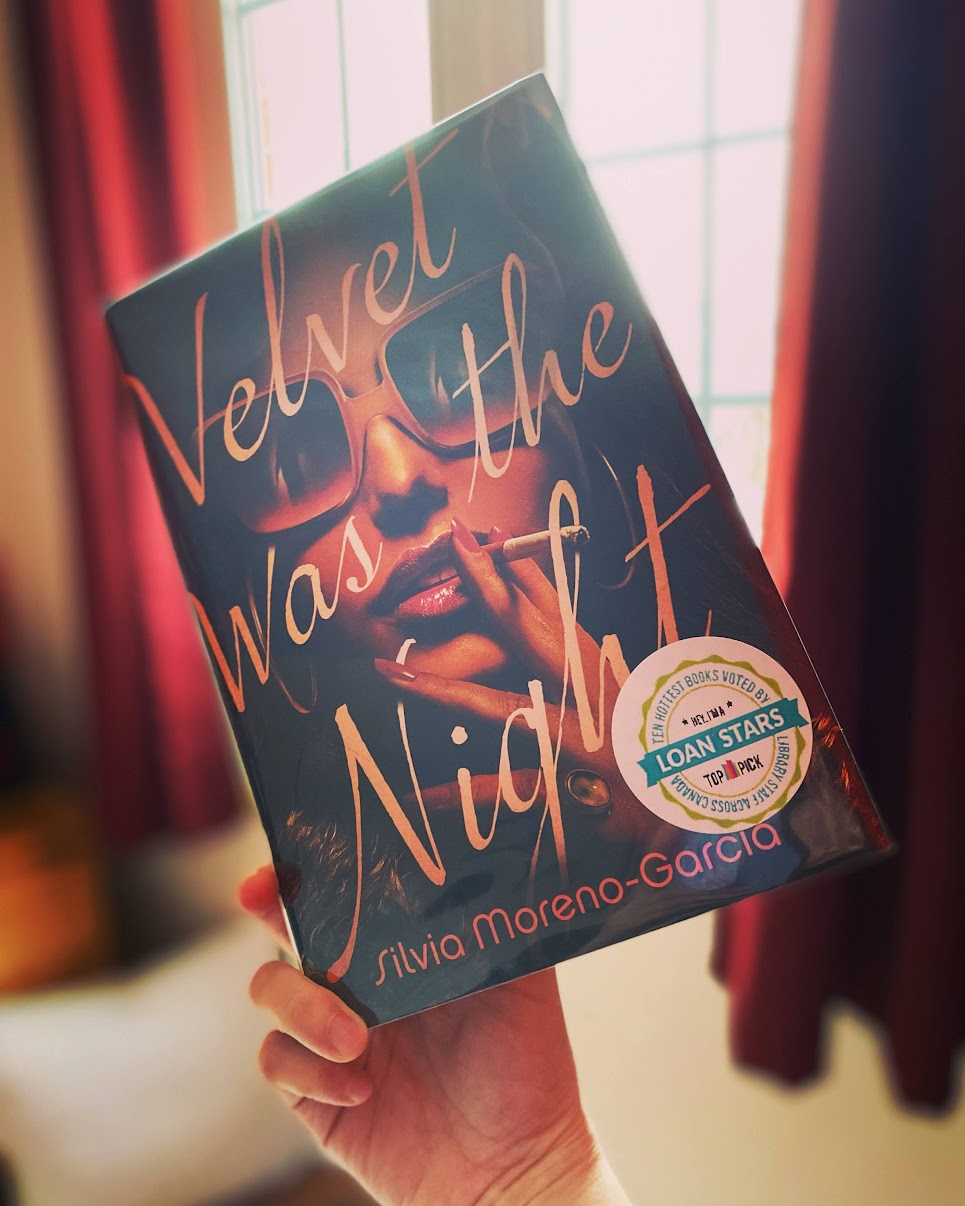 Velvet
Was the
Night
Silvia Moreno-Garcia
TEN HOTTEST BOOKS VOTED BY
LIBRARY STAFF ACROSS CANADA
* HEY, I'M A *
LOAN STARS
TOP PICK